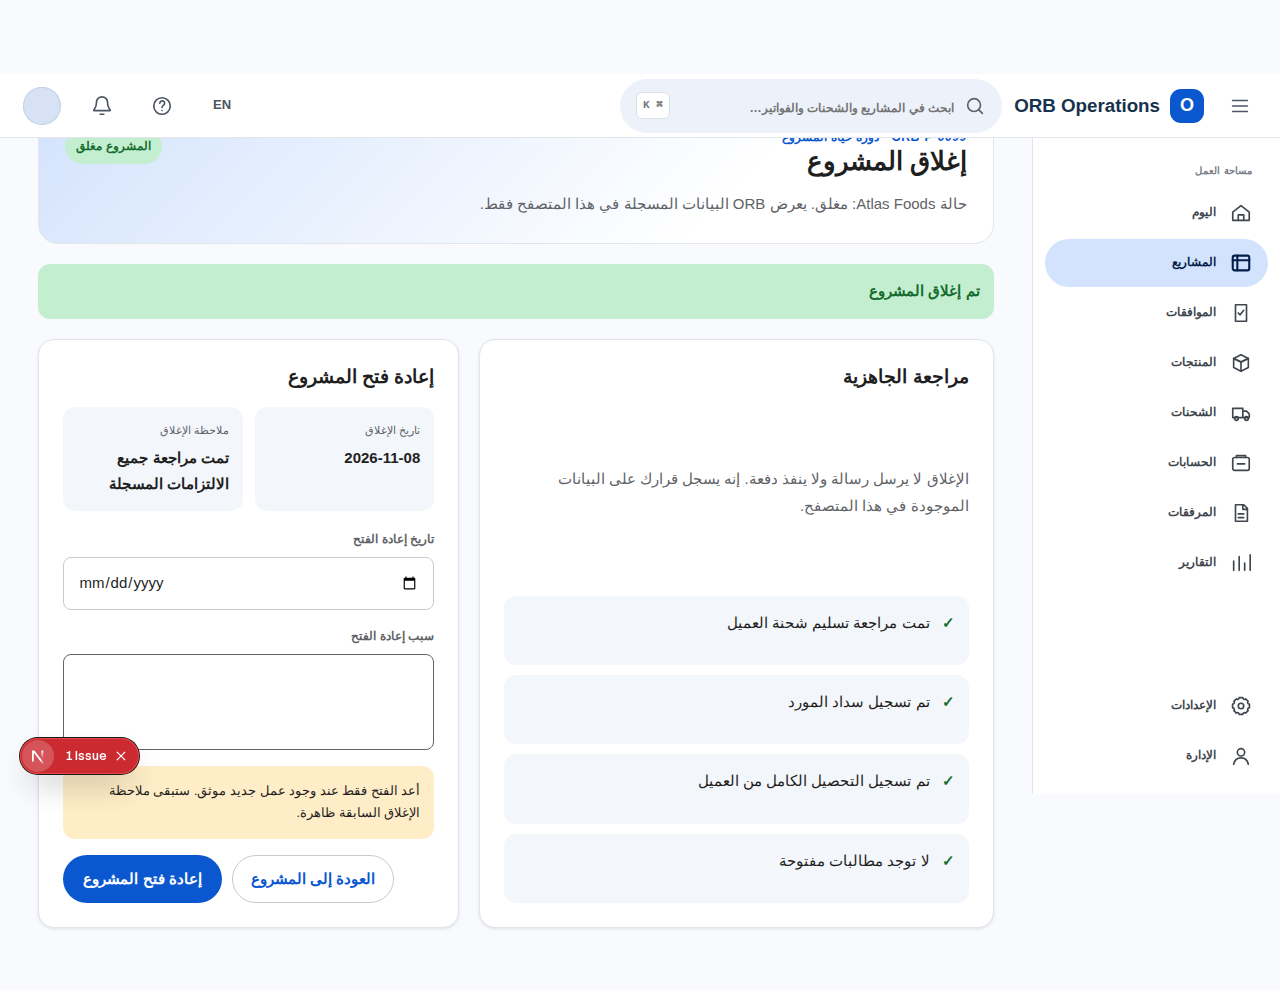 ORB Operations
O
ابحث في المشاريع والشحنات والفواتير...
⌘ K
EN
مساحة العمل
اليوم
المشاريع
الموافقات
المنتجات
الشحنات
الحسابات
المرفقات
التقارير
الإعدادات
الإدارة
إغلاق المشروع
المشروع مغلق
حالة Atlas Foods: مغلق. يعرض ORB البيانات المسجلة في هذا المتصفح فقط.
تم إغلاق المشروع
مراجعة الجاهزية
الإغلاق لا يرسل رسالة ولا ينفذ دفعة. إنه يسجل قرارك على البيانات
الموجودة في هذا المتصفح.
✓ تمت مراجعة تسليم شحنة العميل
✓ تم تسجيل سداد المورد
✓ تم تسجيل التحصيل الكامل من العميل
✓ لا توجد مطالبات مفتوحة
إعادة فتح المشروع
تاريخ الإغلاق
2026-11-08
ملاحظة الإغلاق
تمت مراجعة جميع
الالتزامات المسجلة
تاريخ إعادة الفتح
mm/dd/yyyy
سبب إعادة الفتح
أعد الفتح فقط عند وجود عمل جديد موثق. ستبقى ملاحظة
الإغلاق السابقة ظاهرة.
العودة إلى المشروع
إعادة فتح المشروع
N
1 Issue